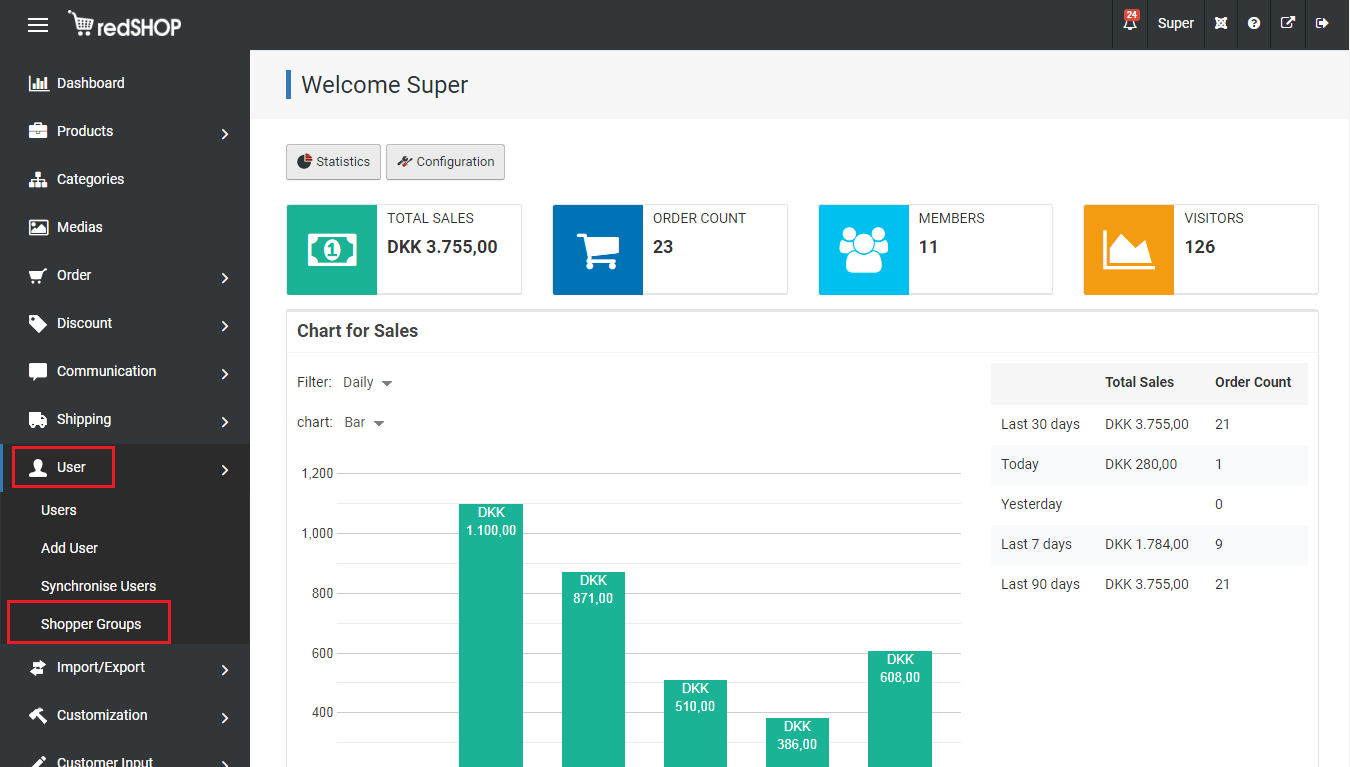 redSHOP
24
Super
Dashboard
Products
Categories
Medias
Order
Discount
Communication
Shipping
User
Users
Add User
Synchronise Users
Shopper Groups
Import/Export
Customization
Customer Input
Welcome Super
Statistics
Configuration
TOTAL SALES
DKK 3.755,00
ORDER COUNT
23
MEMBERS
11
VISITORS
126
Chart for Sales
Filter: Daily
chart: Bar
1,200
1,000
800
600
400
DKK
1.100,00
DKK
871,00
DKK
510,00
DKK
386,00
DKK
608,00
Total Sales Order Count
Last 30 days DKK 3.755,00 21
Today DKK 280,00 1
Yesterday 0
Last 7 days DKK 1.784,00 9
Last 90 days DKK 3.755,00 21